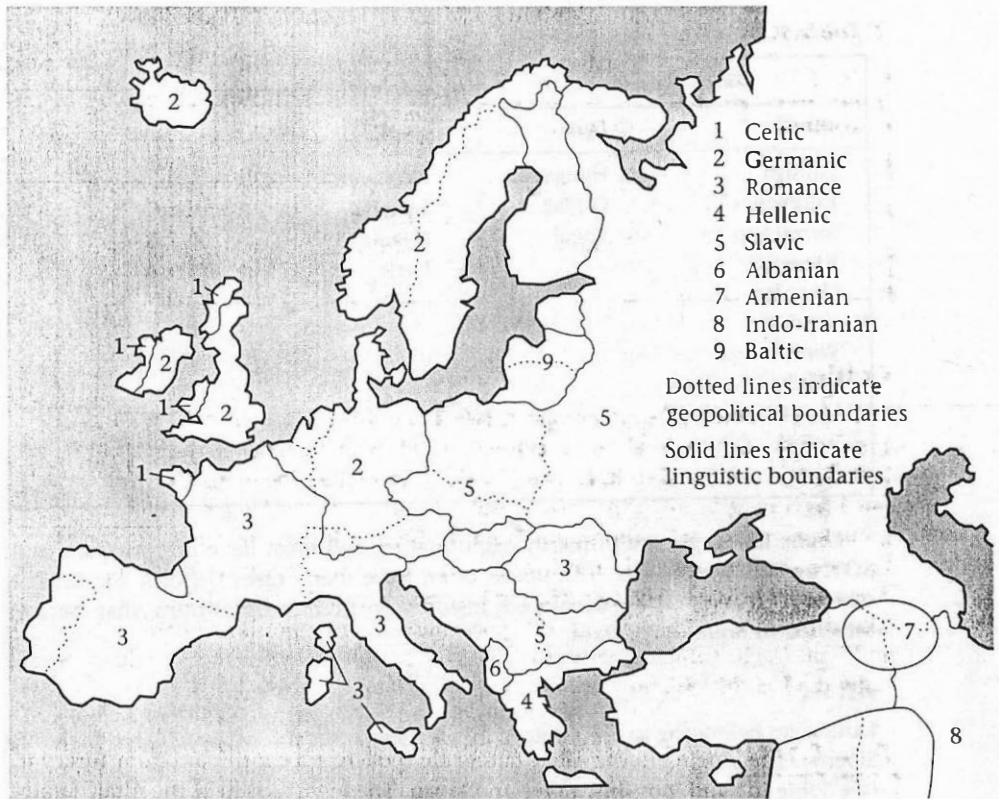 2
1 Celtic
2 Germanic
3 Romance
4 Hellenic
5 Slavic
6 Albanian
7 Armenian
8 Indo-Iranian
9 Baltic
Dotted lines indicate
geopolitical boundaries
Solid lines indicate
linguistic boundaries
2
1
1
2
1
2
9
5
2
5
1
3
3
3
3
5
7
6
3
4
8